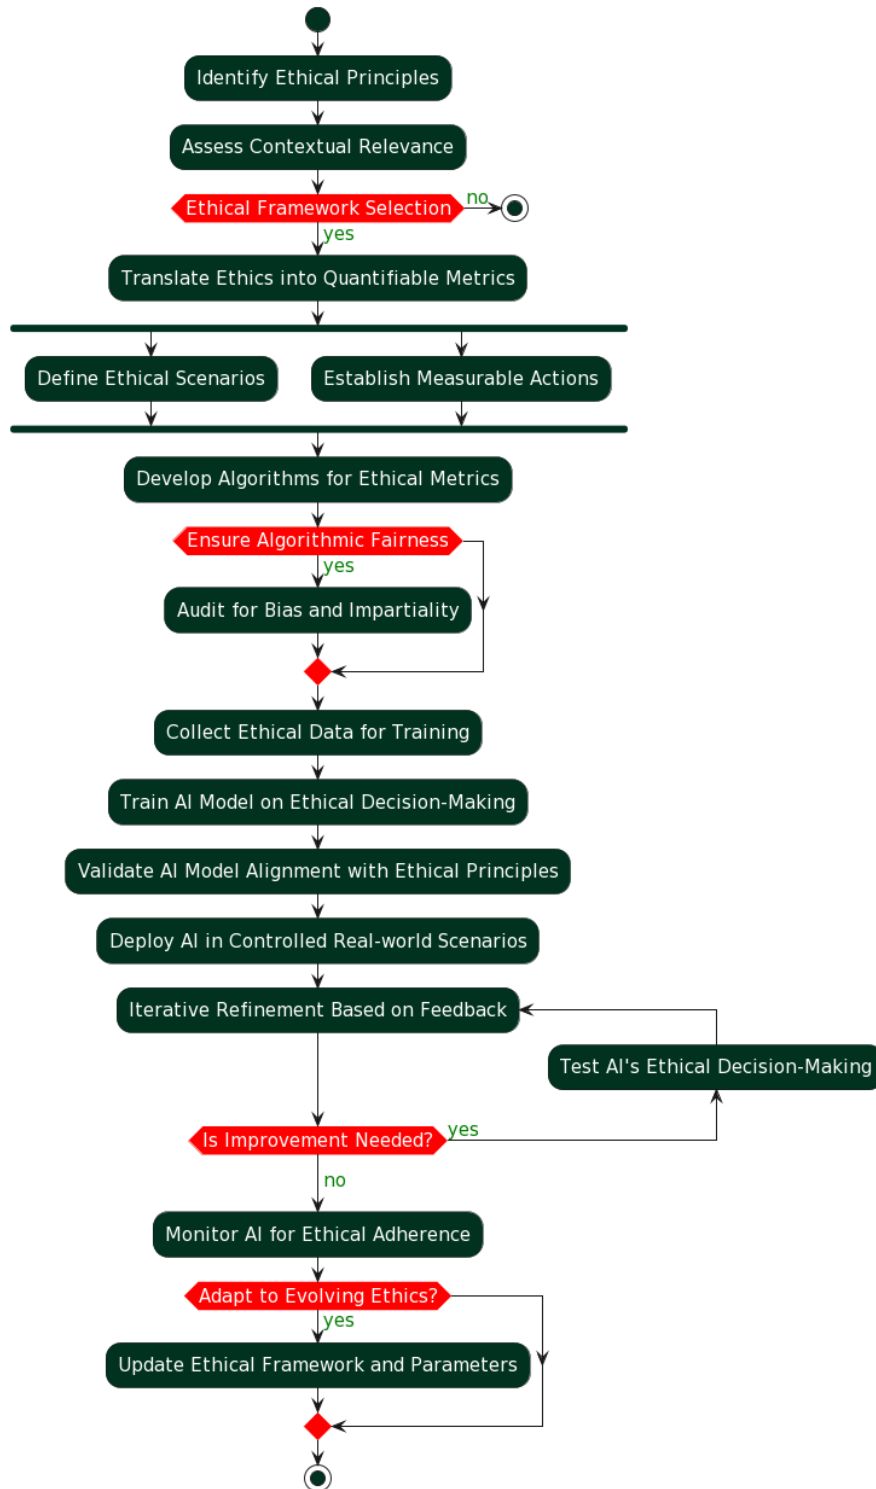 Identify Ethical Principles
Assess Contextual Relevance
Ethical Framework Selection
no
yes
Translate Ethics into Quantifiable Metrics
Define Ethical Scenarios
Establish Measurable Actions
Develop Algorithms for Ethical Metrics
Ensure Algorithmic Fairness
yes
Audit for Bias and Impartiality
Collect Ethical Data for Training
Train AI Model on Ethical Decision-Making
Validate AI Model Alignment with Ethical Principles
Deploy AI in Controlled Real-world Scenarios
Iterative Refinement Based on Feedback
Test AI's Ethical Decision-Making
Is Improvement Needed?
yes
no
Monitor AI for Ethical Adherence
Adapt to Evolving Ethics?
yes
Update Ethical Framework and Parameters